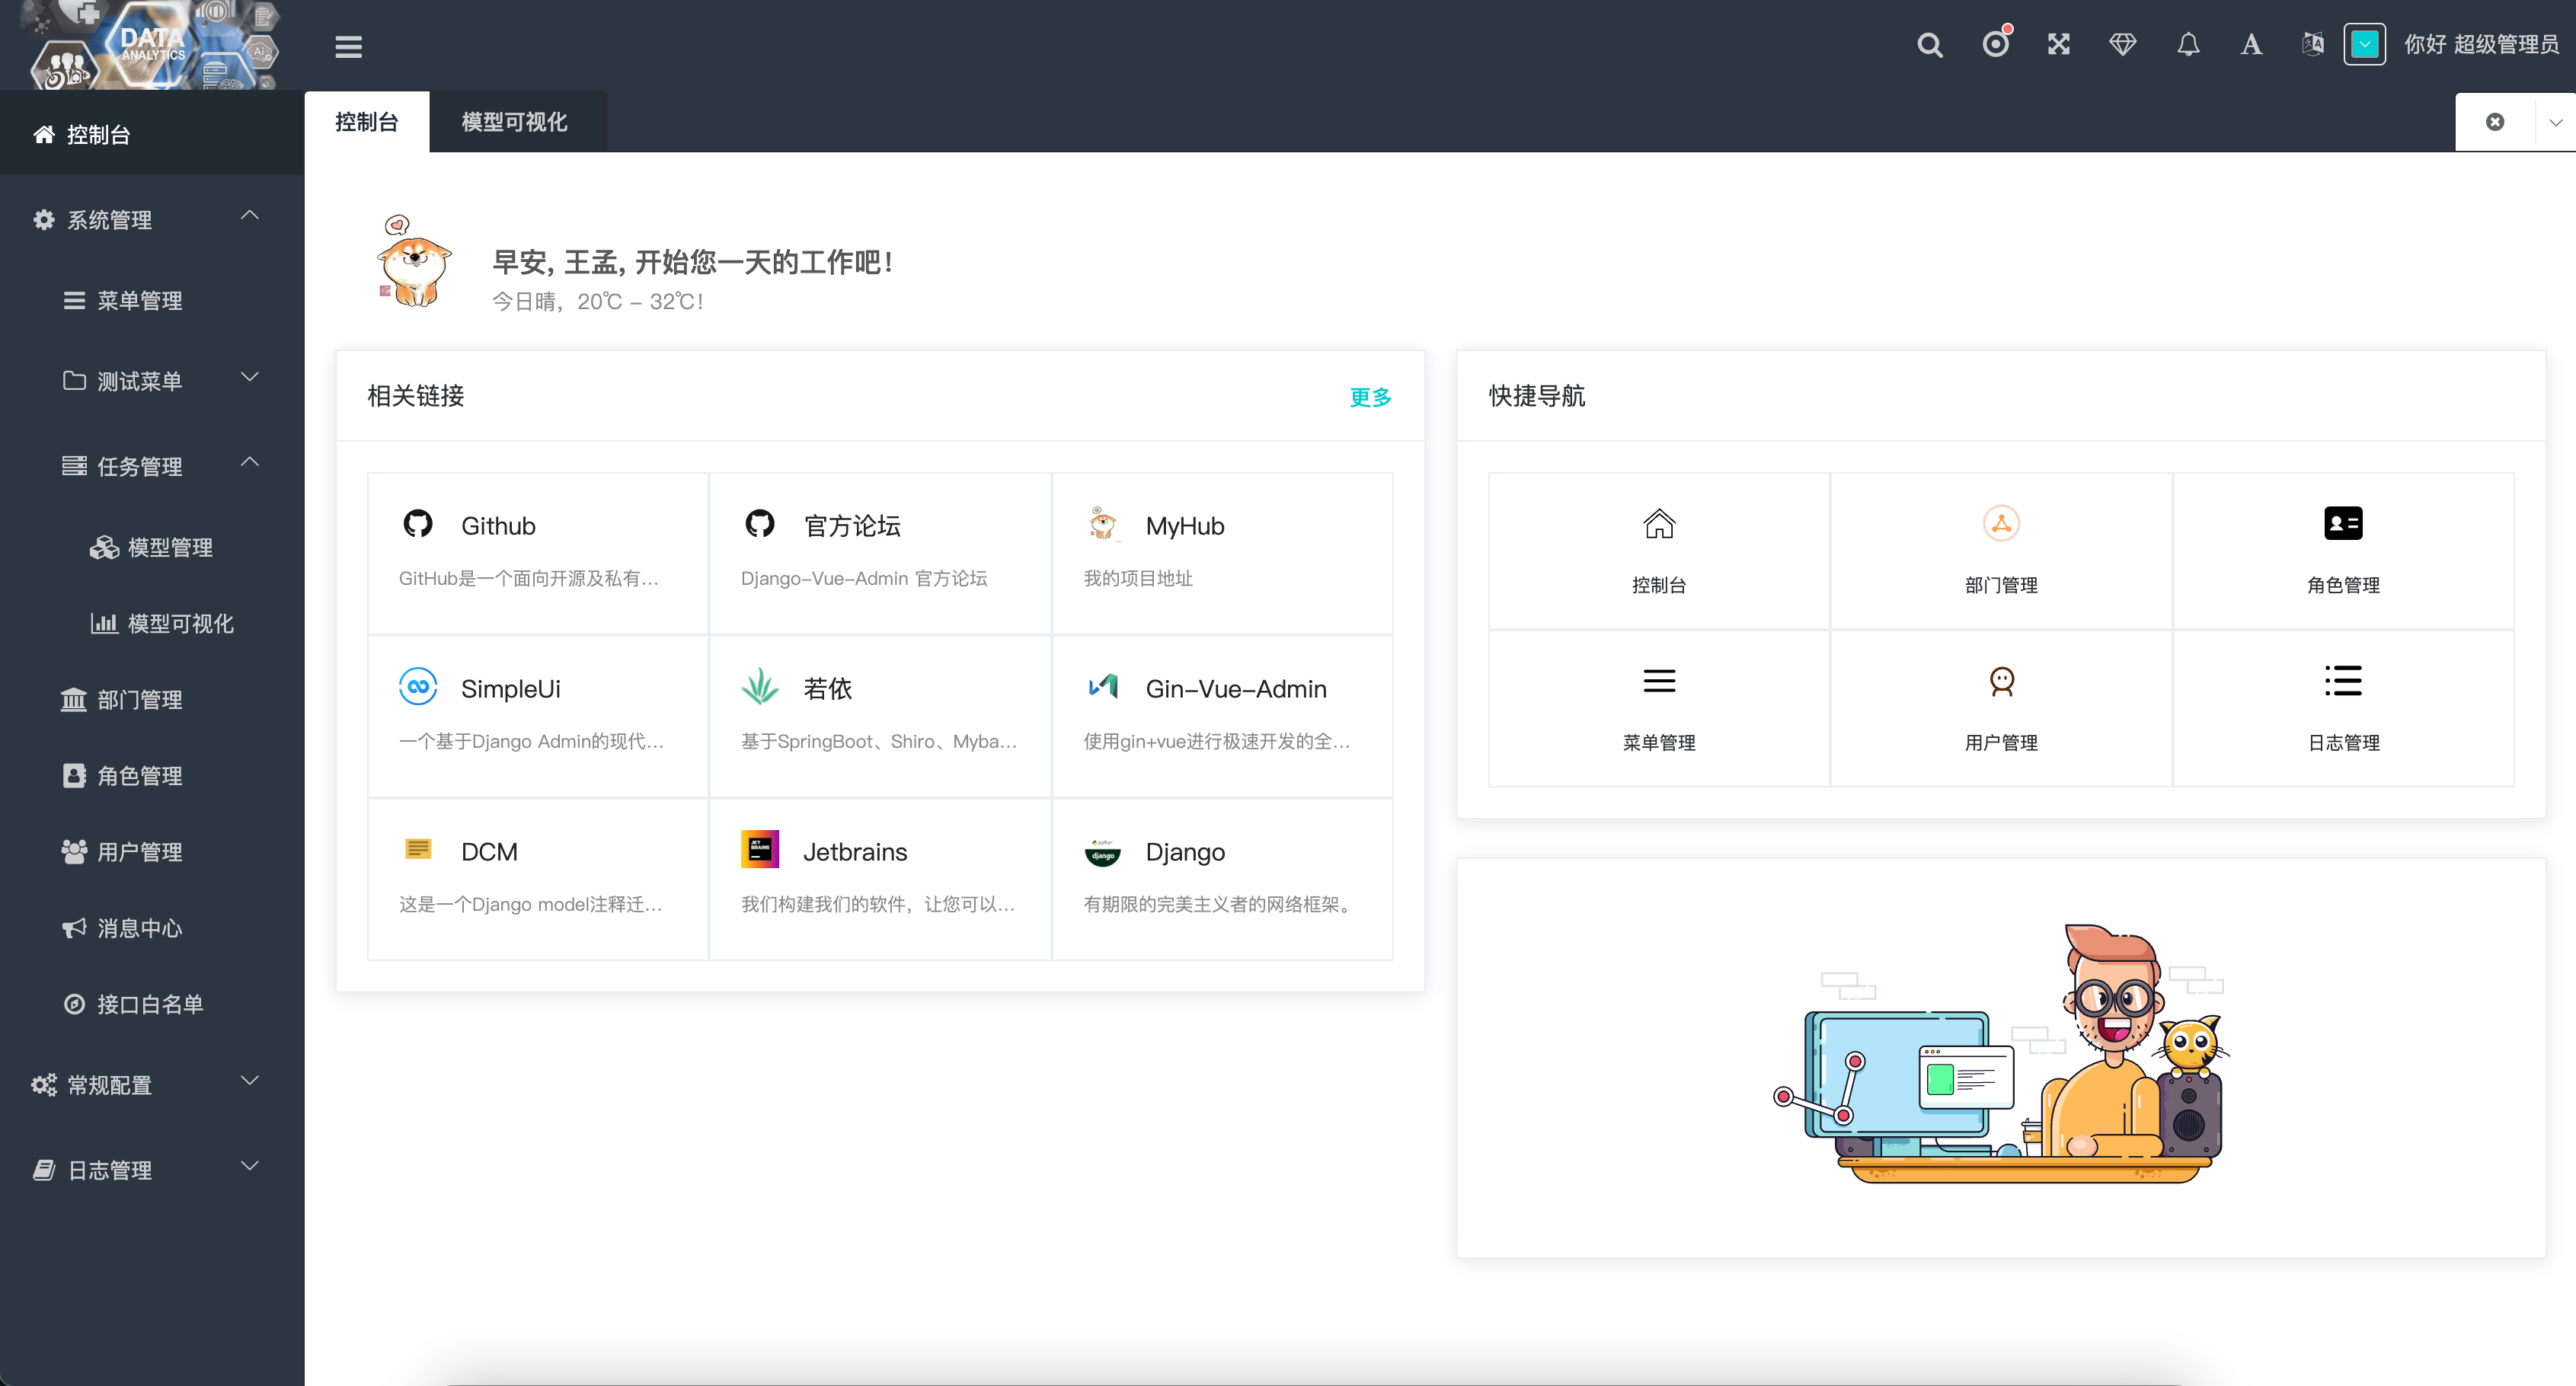 DATA
ANALYTICS
Ai
你好 超级管理员
控制台
系统管理
菜单管理
测试菜单
任务管理
模型管理
模型可视化
部门管理
角色管理
用户管理
消息中心
接口白名单
常规配置
日志管理
控制台 模型可视化
早安, 王孟, 开始您一天的工作吧!
今日晴，20℃ - 32℃!
相关链接 更多
Github
GitHub是一个面向开源及私有...
官方论坛
Django-Vue-Admin 官方论坛
MyHub
我的项目地址
SimpleUi
一个基于Django Admin的现代...
若依
基于SpringBoot、Shiro、Myba...
Gin-Vue-Admin
使用gin+vue进行极速开发的全...
DCM
这是一个Django model注释迁...
JET
BRAINS
Jetbrains
我们构建我们的软件，让您可以...
python
django
Django
有期限的完美主义者的网络框架。
快捷导航
控制台
部门管理
角色管理
菜单管理
用户管理
日志管理